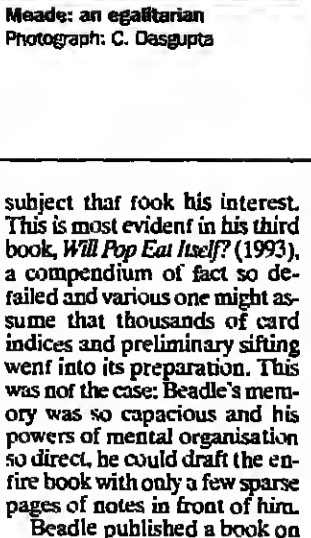 Meade: an egalitarian
Photograph: C. Dasgupta
subject that took his interest.
This is most evident in his third
book, Will Pop Eat Itself? (1993),
a compendium of fact so de-
tailed and various one might as-
sume that thousands of card
indices and preliminary sifting
went into its preparation. This
was not the case: Beadle's mem-
ory was so capacious and his
powers of mental organisation
so direct, he could draft the en-
tire book with only a few sparse
pages of notes in front of him.
Beadle published a book on